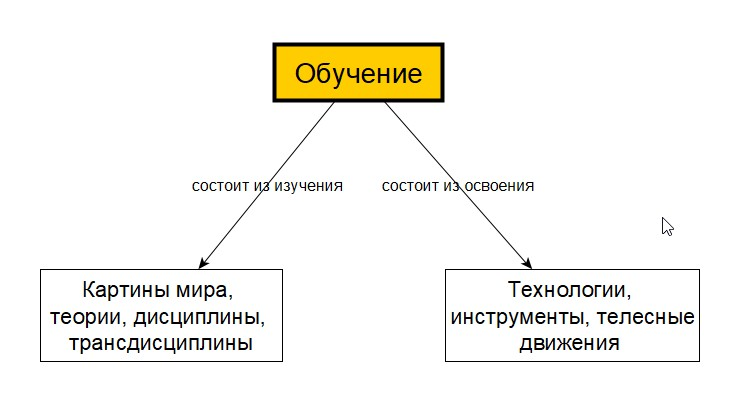 Обучение
состоит из изучения
состоит из освоения
Картины мира,
теории, дисциплины,
трансдисциплины
Технологии,
инструменты, телесные
движения